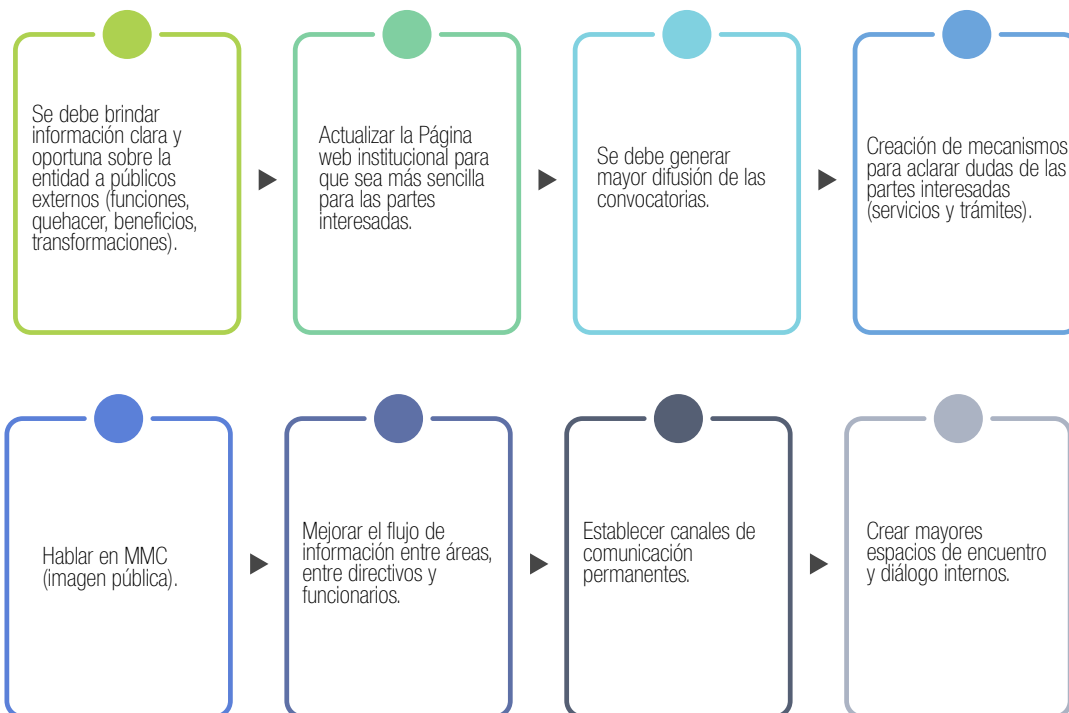 Se debe brindar
información clara y
oportuna sobre la
entidad a públicos
externos (funciones,
quehacer, beneficios,
transformaciones).
Actualizar la Página
web institucional para
que sea más sencilla
para las partes
interesadas.
Se debe generar
mayor difusión de las
convocatorias.
Creación de mecanismos
para aclarar dudas de las
partes interesadas
(servicios y trámites).
Hablar en MMC
(imagen pública).
Mejorar el flujo de
información entre áreas,
entre directivos y
funcionarios.
Establecer canales de
comunicación
permanentes.
Crear mayores
espacios de encuentro
y diálogo internos.